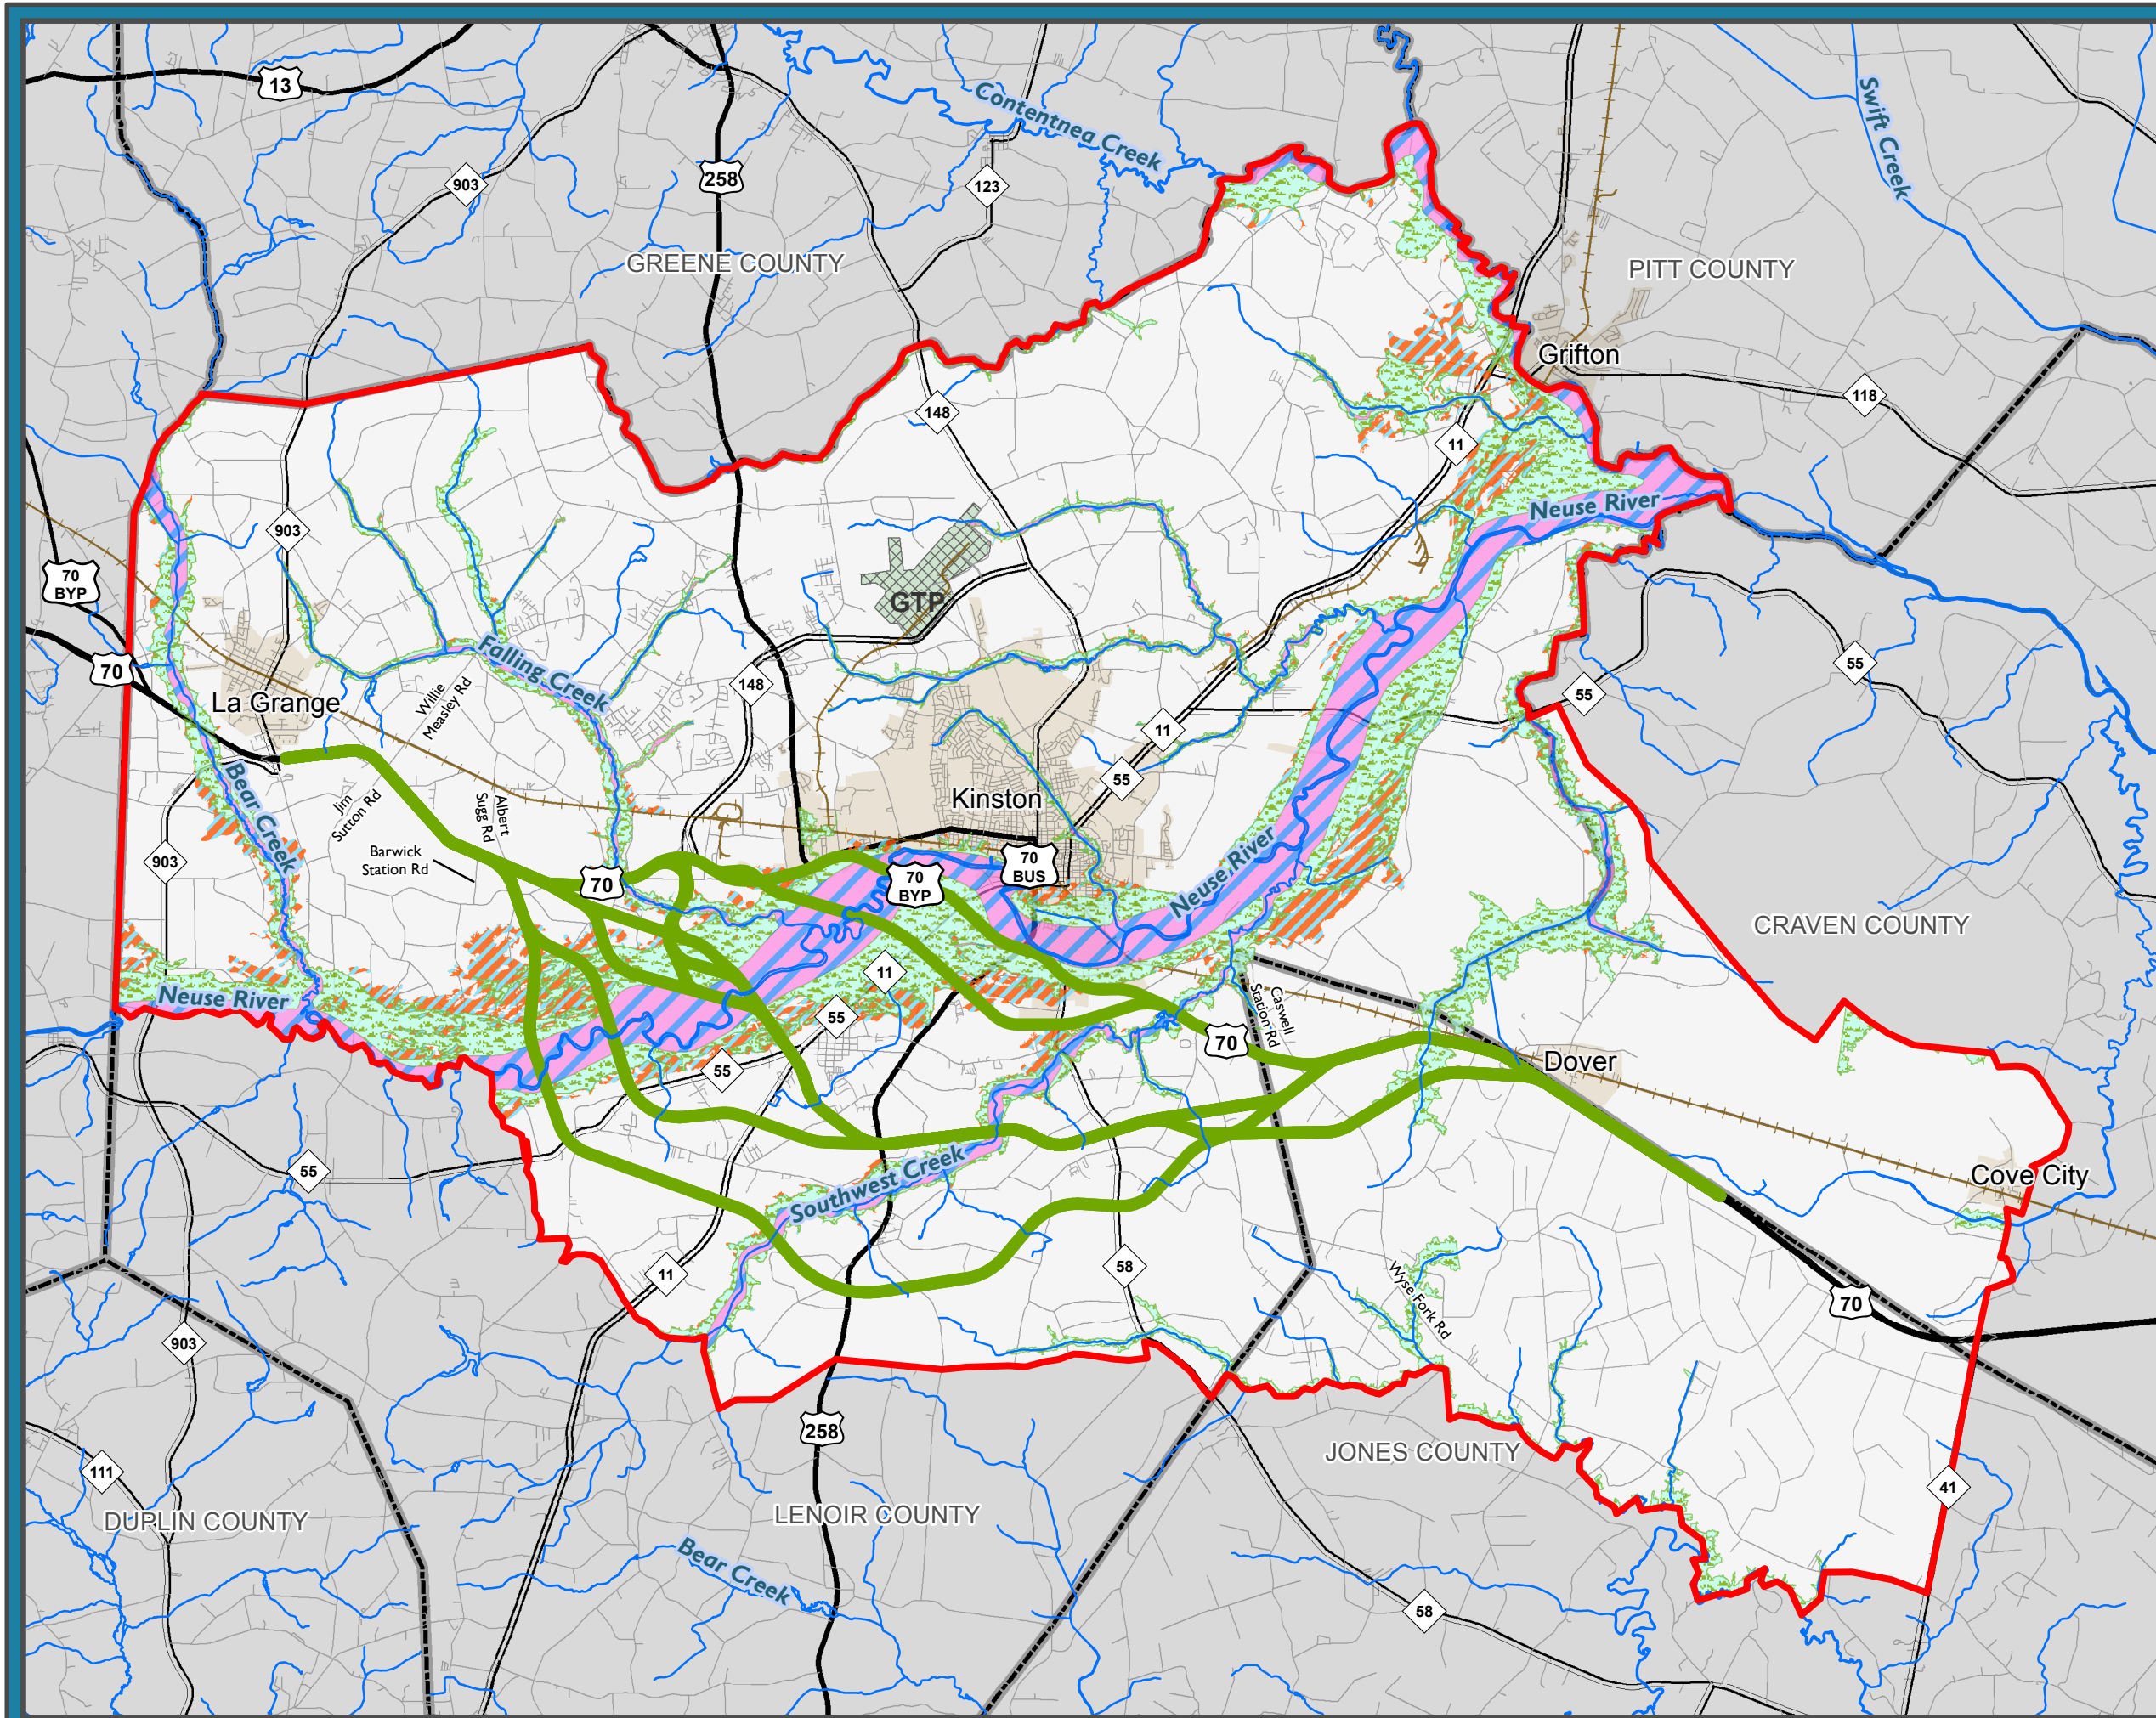 13
Contentnea Creek
Swift Creek
258
903
123
GREENE COUNTY
PITT COUNTY
Grifton
118
148
11
903
Neuse River
70
BYP
GTP
70
Falling Creek
55
55
148
Willie
Measley Rd
La Grange
11
55
Bear Creek
Jim
Sutton Rd
Albert
Sugg Rd
Kinston
903
Barwick
Station Rd
70
70
BYP
70
BUS
Neuse River
CRAVEN COUNTY
Neuse River
11
55
Caswell
Station Rd
70
55
Dover
55
Southwest Creek
Cove City
11
58
Wyse Fork Rd
70
903
258
JONES COUNTY
111
41
DUPLIN COUNTY
LENOIR COUNTY
Bear Creek
58